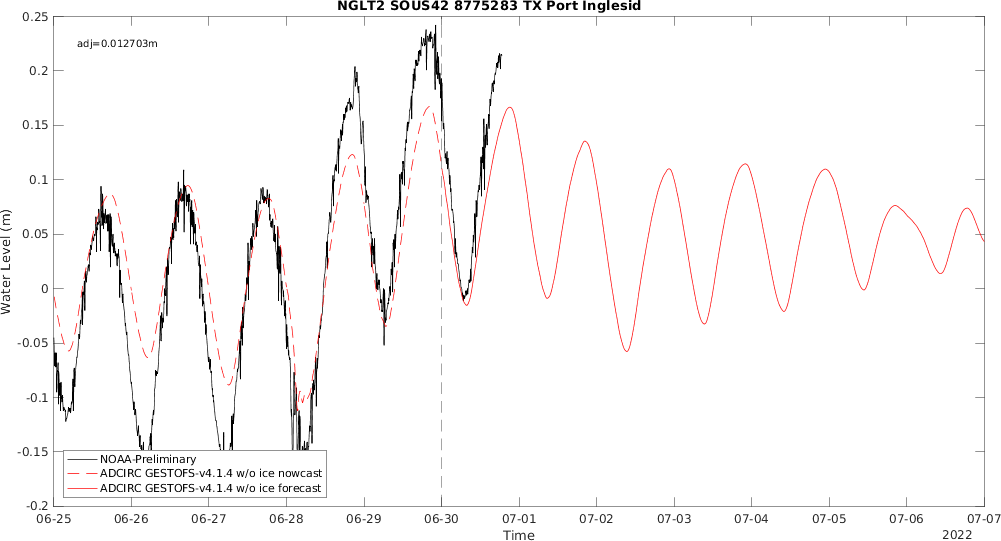 NGLT2 SOUS42 8775283 TX Port Inglesid
adj=0.012703m
0.25
0.2
0.15
0.1
0.05
0
-0.05
-0.1
-0.15
-0.2
Water Level (m)
NOAA-Preliminary
ADCIRC GESTOFS-v4.1.4 w/o ice nowcast
ADCIRC GESTOFS-v4.1.4 w/o ice forecast
06-25 06-26 06-27 06-28 06-29 06-30 07-01 07-02 07-03 07-04 07-05 07-06 07-07
Time
2022